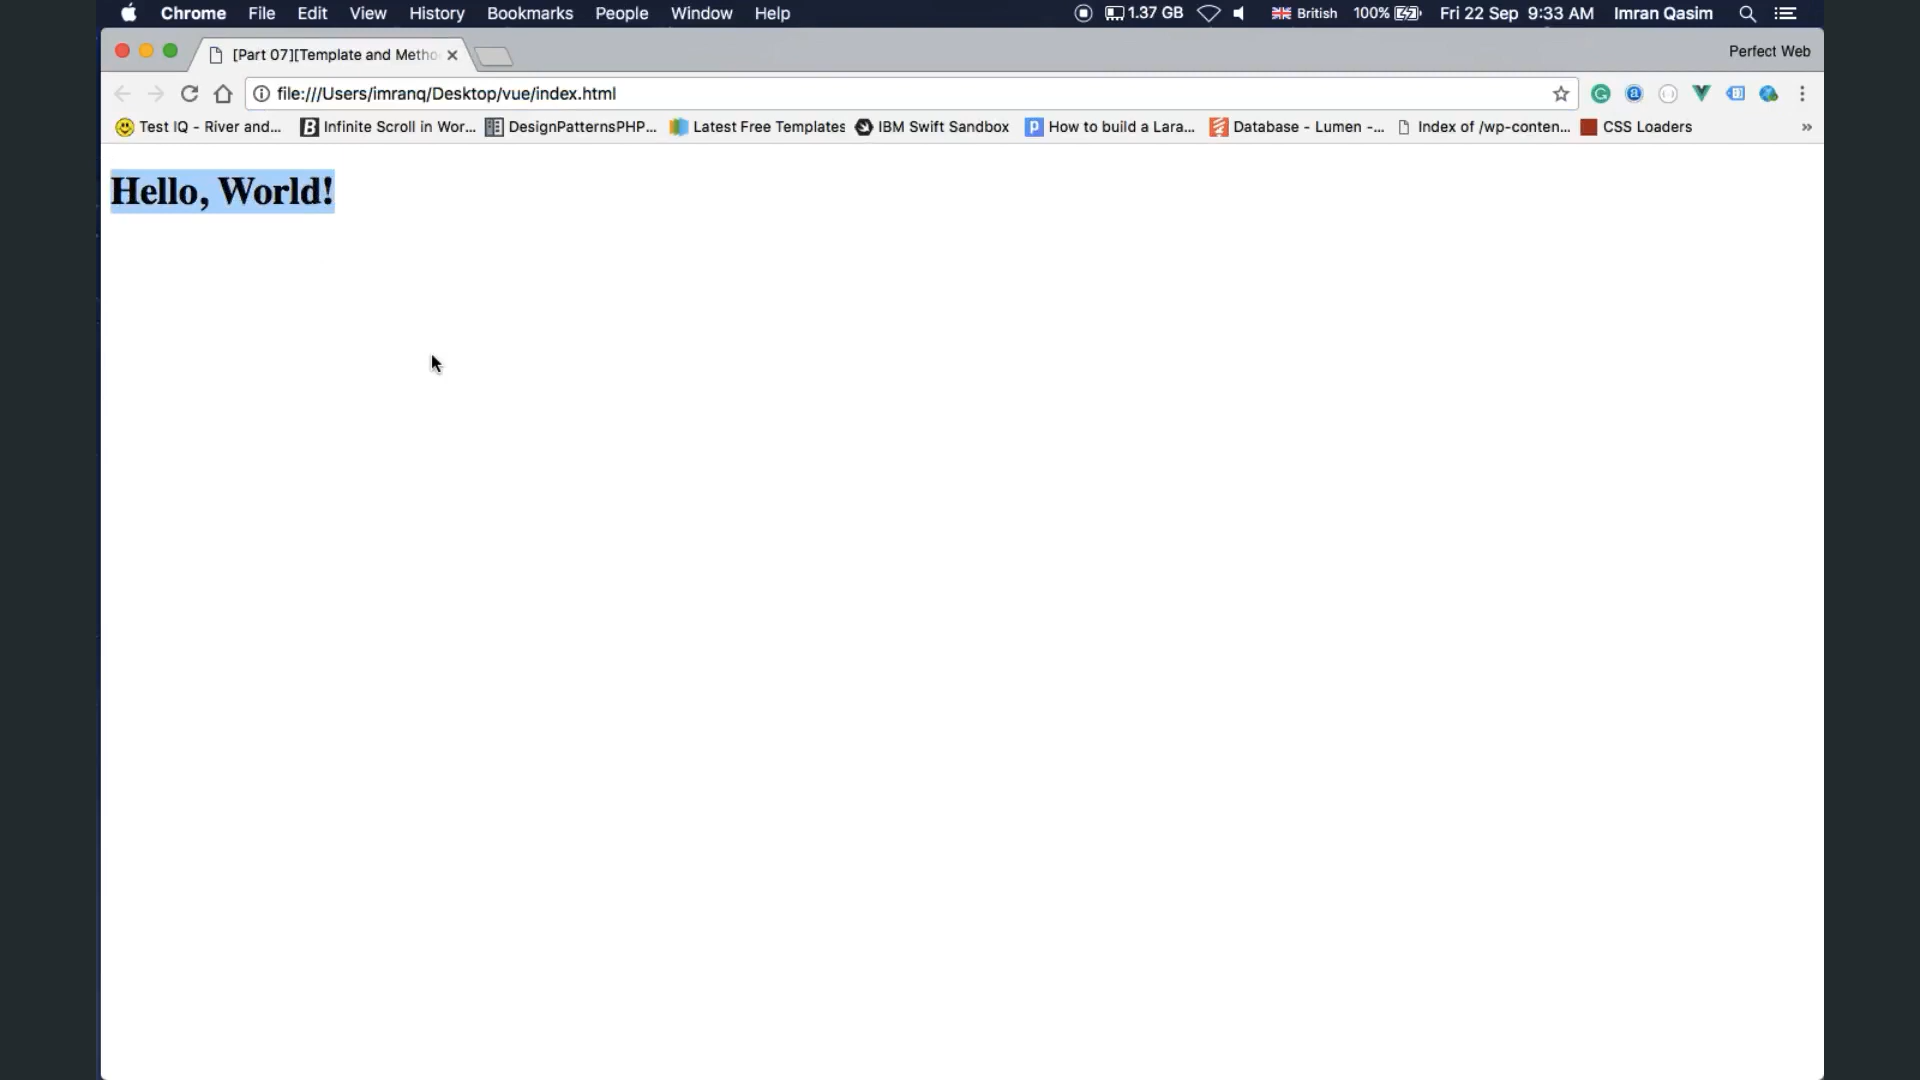 Chrome File Edit View History Bookmarks People Window Help 1.37 GB British 100% Fri 22 Sep 9:33 AM Imran Qasim
[Part 07][Template and Metho Perfect Web
file:///Users/imranq/Desktop/vue/index.html
Test IQ - River and... Infinite Scroll in Wor... DesignPatternsPHP... Latest Free Templates IBM Swift Sandbox How to build a Lara... Database - Lumen -... Index of /wp-conten... CSS Loaders »
Hello, World!